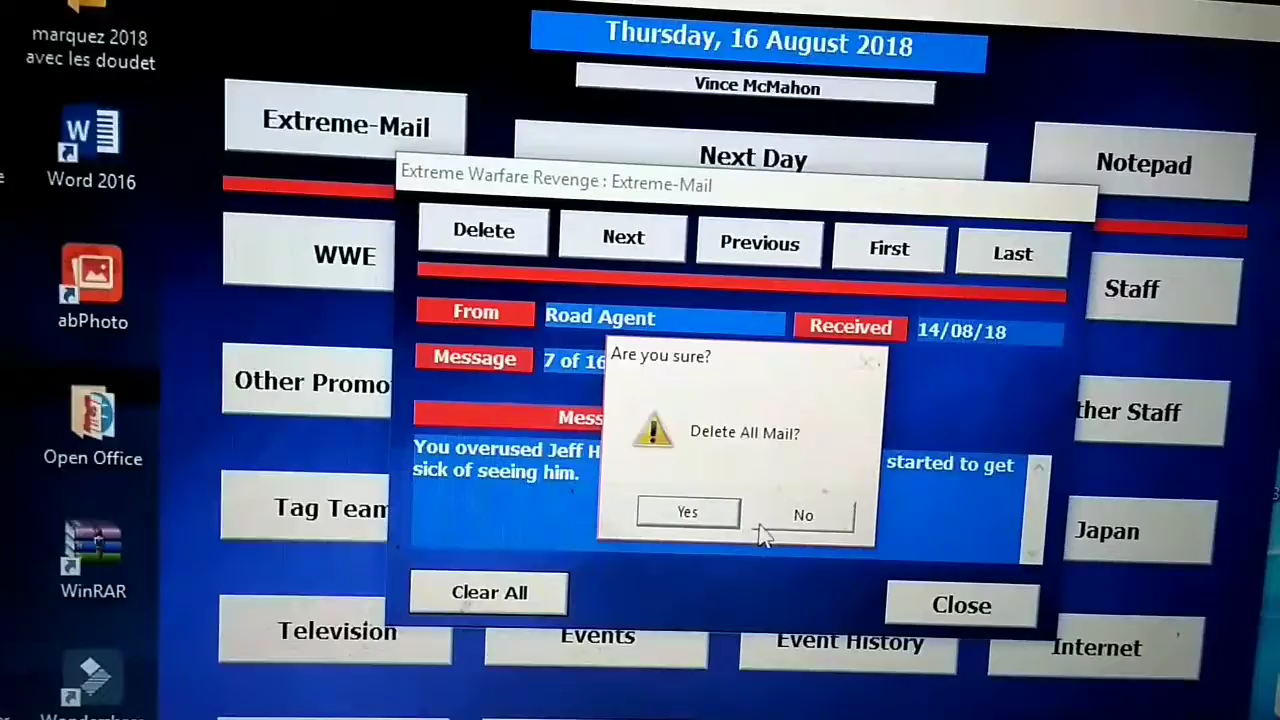 marquez 2018
avec les doudet
Word 2016
abPhoto
Open Office
WinRAR
Thursday, 16 August 2018
Vince McMahon
Extreme-Mail
Next Day
Notepad
Extreme Warfare Revenge : Extreme-Mail
Delete
Next
Previous
First
Last
WWE
Staff
From
Road Agent
Received
14/08/18
Message
7 of 16
Are you sure?
Delete All Mail?
Yes
No
Other Promo
ther Staff
Mess
You overused Jeff H
started to get
sick of seeing him.
Tag Team
Japan
Clear All
Close
Television
Events
Event History
Internet